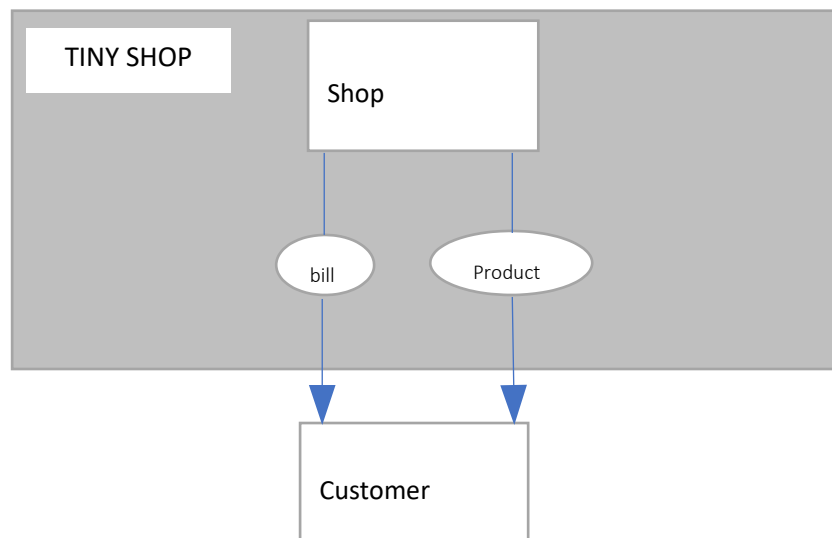 TINY SHOP
Shop
bill
Product
Customer